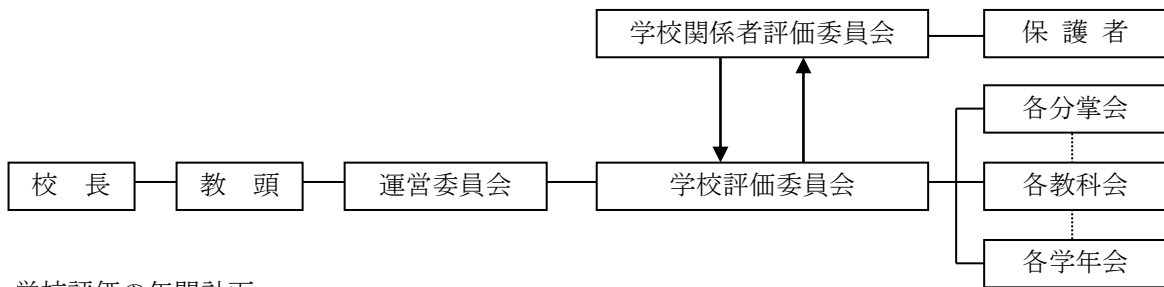 学校関係者評価委員会 保 護 者
各分掌会
校　長 教　頭 運営委員会 学校評価委員会 各教科会
各学年会